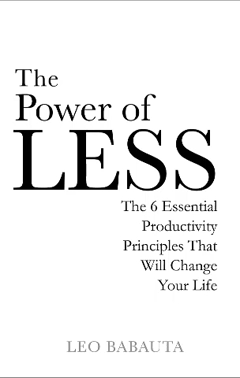 The
Power of
LESS
The 6 Essential
Productivity
Principles That
Will Change
Your Life
LEO BABAUTA